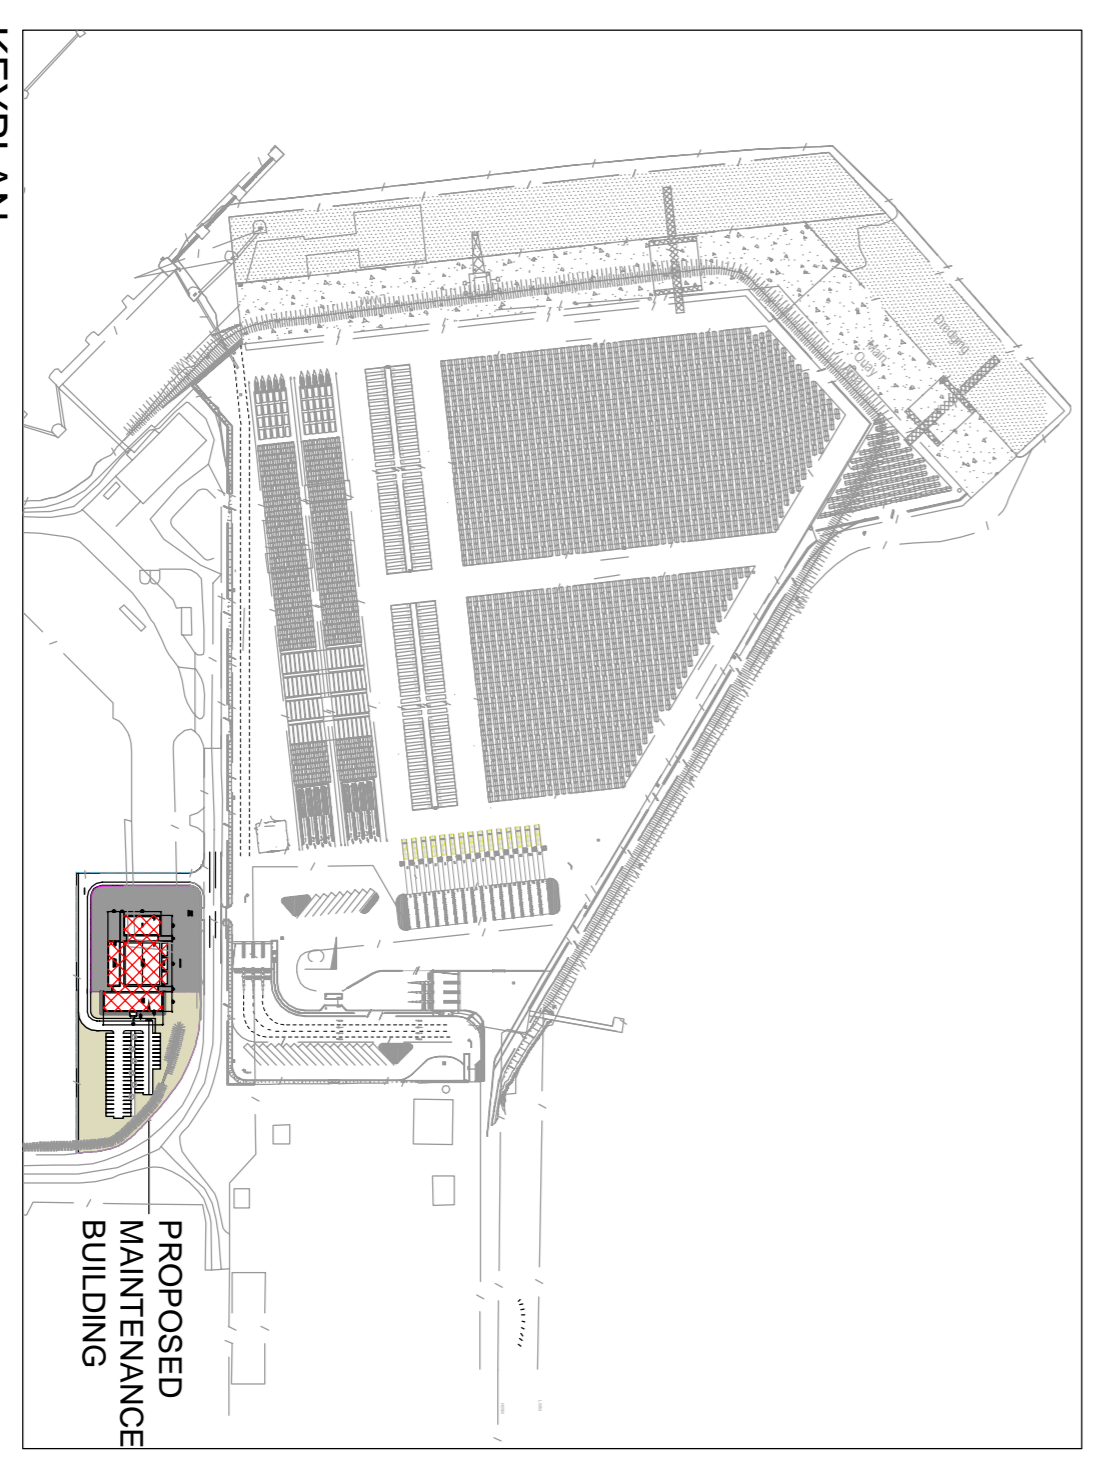 KEYPLAN
Dredging
Main
Quay
PROPOSED
MAINTENANCE
BUILDING